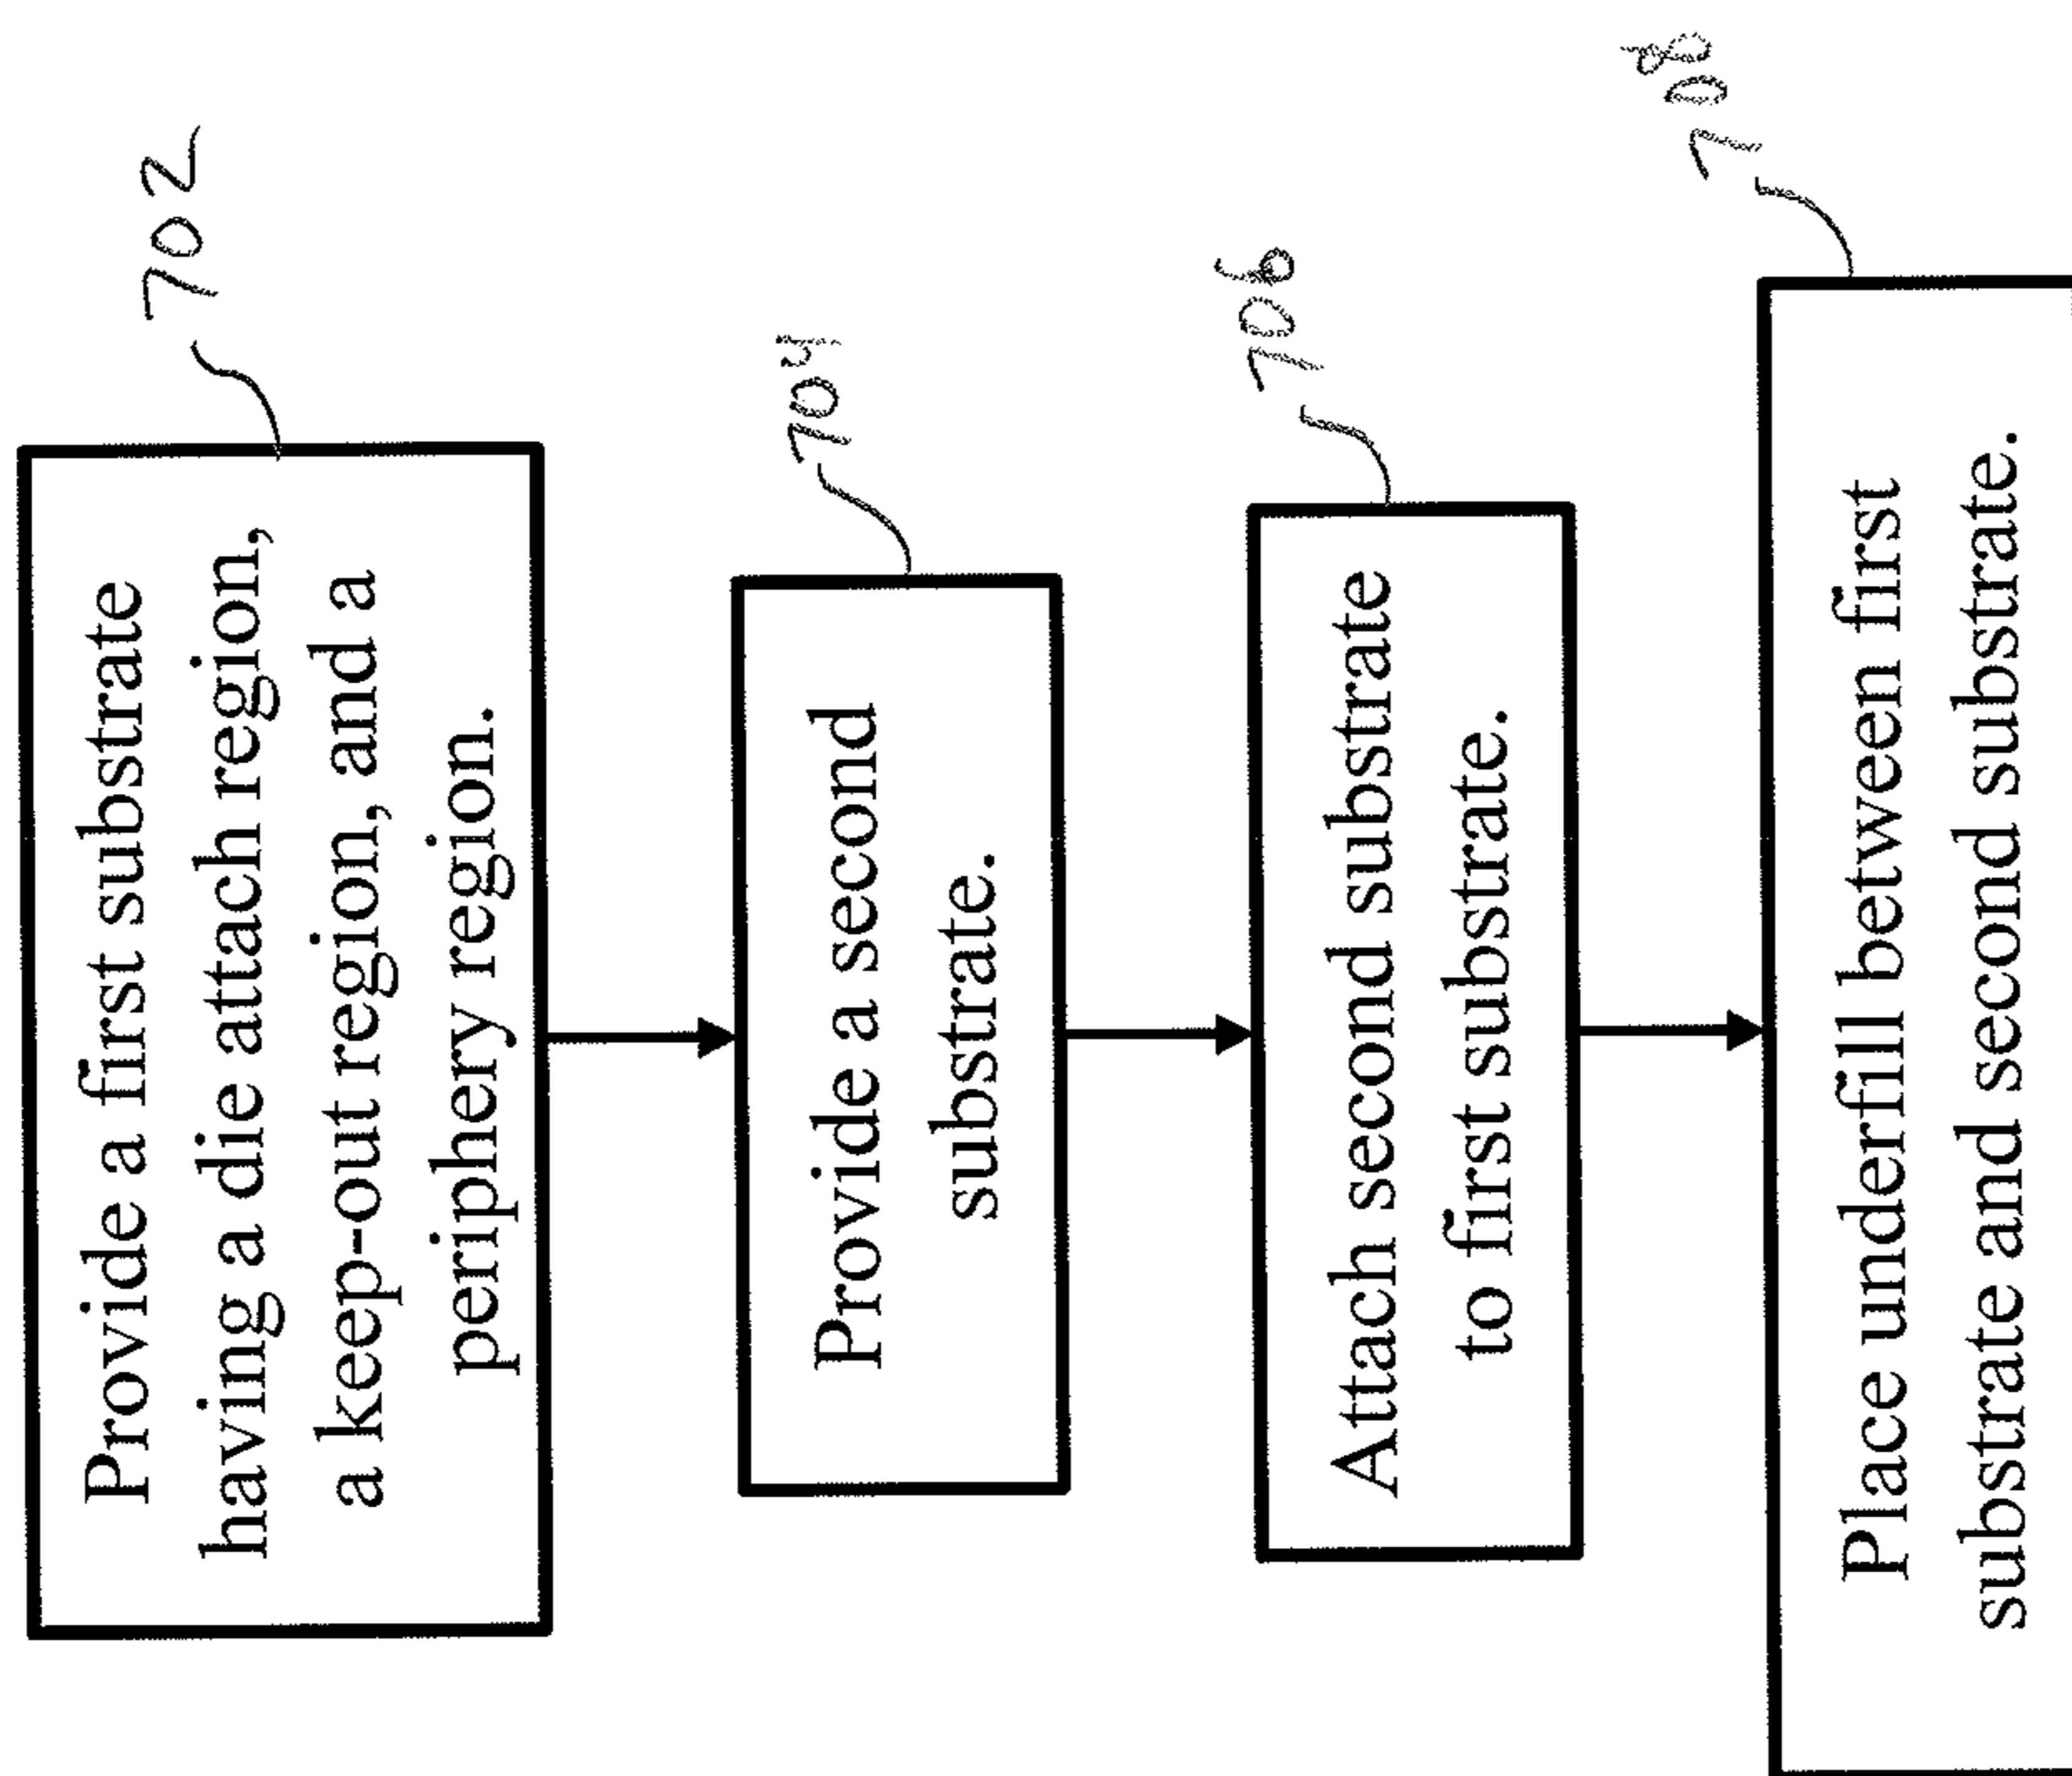 702
Provide a first substrate
having a die attach region,
a keep-out region, and a
periphery region.
704
Provide a second
substrate.
706
Attach second substrate
to first substrate.
708
Place underfill between first
substrate and second substrate.